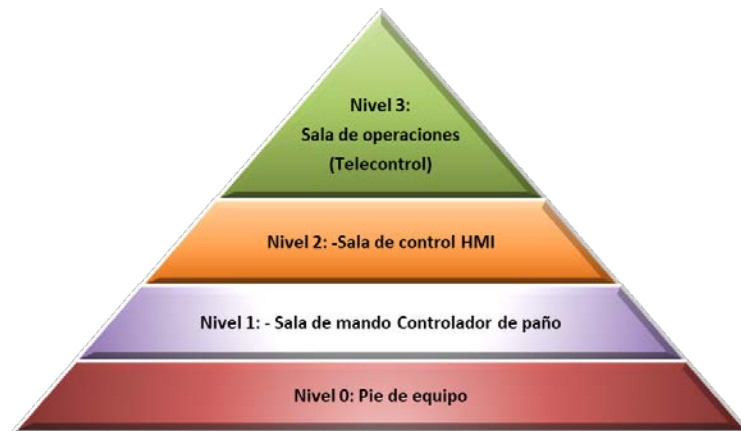 Nivel 3:
Sala de operaciones
(Telecontrol)
Nivel 2: -Sala de control HMI
Nivel 1: - Sala de mando Controlador de paño
Nivel 0: Pie de equipo